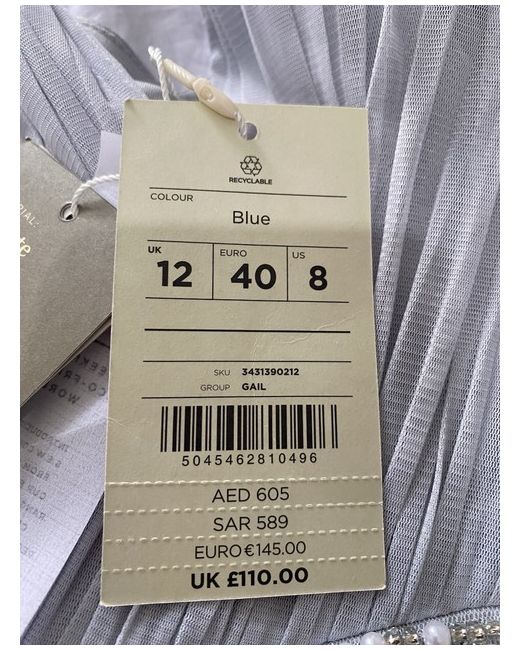 RECYCLABLE
COLOUR
Blue
UK EURO US
12 40 8
SKU 3431390212
GROUP GAIL
5045462810496
AED 605
SAR 589
EURO €145.00
UK £110.00